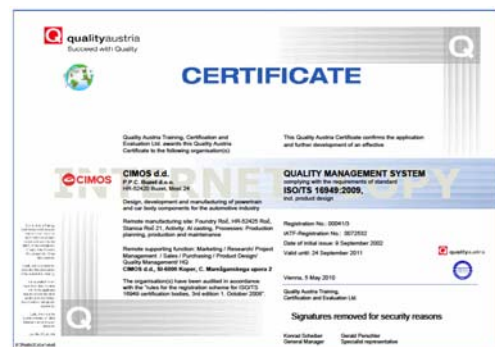 qualityaustria
Succeed with Quality
CERTIFICATE
Quality Austria Training, Certification and
Evaluation Ltd. awards this Quality Austria
Certificate to the following organisation(s):
This Quality Austria Certificate confirms the application
and further development of an effective
CIMOS
CIMOS d.d.
P.P.C. Buzet d.o.o.
HR-52420 Buzet, Most 24
QUALITY MANAGEMENT SYSTEM
complying with the requirements of standard
ISO/TS 16949:2009,
incl. product design
INTERNET COPY
Design, development and manufacturing of powertrain
and car body components for the automotive industry
Remote manufacturing site: Foundry Roč, HR-52425 Roč,
Stanica Roč 21, Activity: Al casting, Processes: Production
planning, production and maintenance
Registration No.: 00041/3
IATF-Registration No.: 0072552
Date of initial issue: 9 September 2002
Valid until: 24 September 2011
Remote supporting function: Marketing / Research/ Project
Management / Sales / Purchasing / Product Design/
Quality Management/ HQ
CIMOS d.d., SI-6000 Koper, C. Marežganskega upora 2
qualityaustria
The organisation(s) have been audited in accordance
with the "rules for the registration scheme for ISO/TS
16949 certification bodies, 3rd edition 1. October 2008".
Vienna, 5 May 2010
Quality Austria Training,
Certification and Evaluation Ltd.
Signatures removed for security reasons
Konrad Scheiber
General Manager
Gerald Perschler
Specialist representative